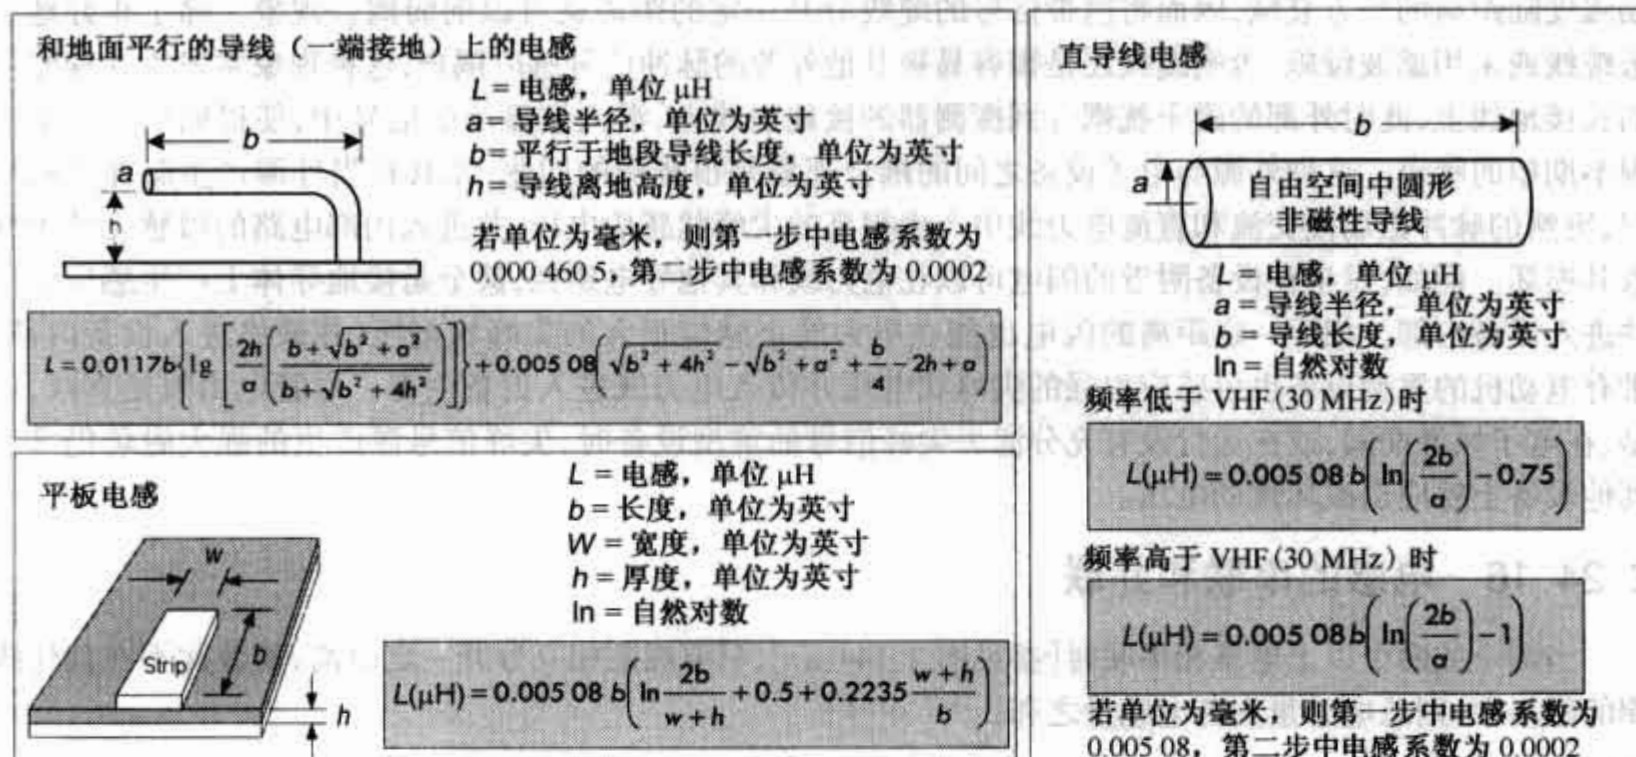 和地面平行的导线（一端接地）上的电感
L = 电感，单位 μH
a = 导线半径，单位为英寸
b = 平行于地段导线长度，单位为英寸
h = 导线离地高度，单位为英寸
b
a
h
若单位为毫米，则第一步中电感系数为
0.000 460 5，第二步中电感系数为 0.0002
L = 0.0117b{lg[2h/a((b+√(b²+a²))/(b+√(b²+4h²)))]}+0.005 08(√(b²+4h²)−√(b²+a²)+b/4−2h+a)
平板电感
L = 电感，单位 μH
b = 长度，单位为英寸
W = 宽度，单位为英寸
h = 厚度，单位为英寸
ln = 自然对数
w
Strip
b
h
L(μH) = 0.005 08 b(ln 2b/(w+h) + 0.5 + 0.2235 (w+h)/b)
直导线电感
b
a
自由空间中圆形
非磁性导线
L = 电感，单位 μH
a = 导线半径，单位为英寸
b = 导线长度，单位为英寸
ln = 自然对数
频率低于 VHF (30 MHz) 时
L(μH) = 0.005 08 b(ln(2b/a)−0.75)
频率高于 VHF (30 MHz) 时
L(μH) = 0.005 08 b(ln(2b/a)−1)
若单位为毫米，则第一步中电感系数为
0.005 08，第二步中电感系数为 0.0002